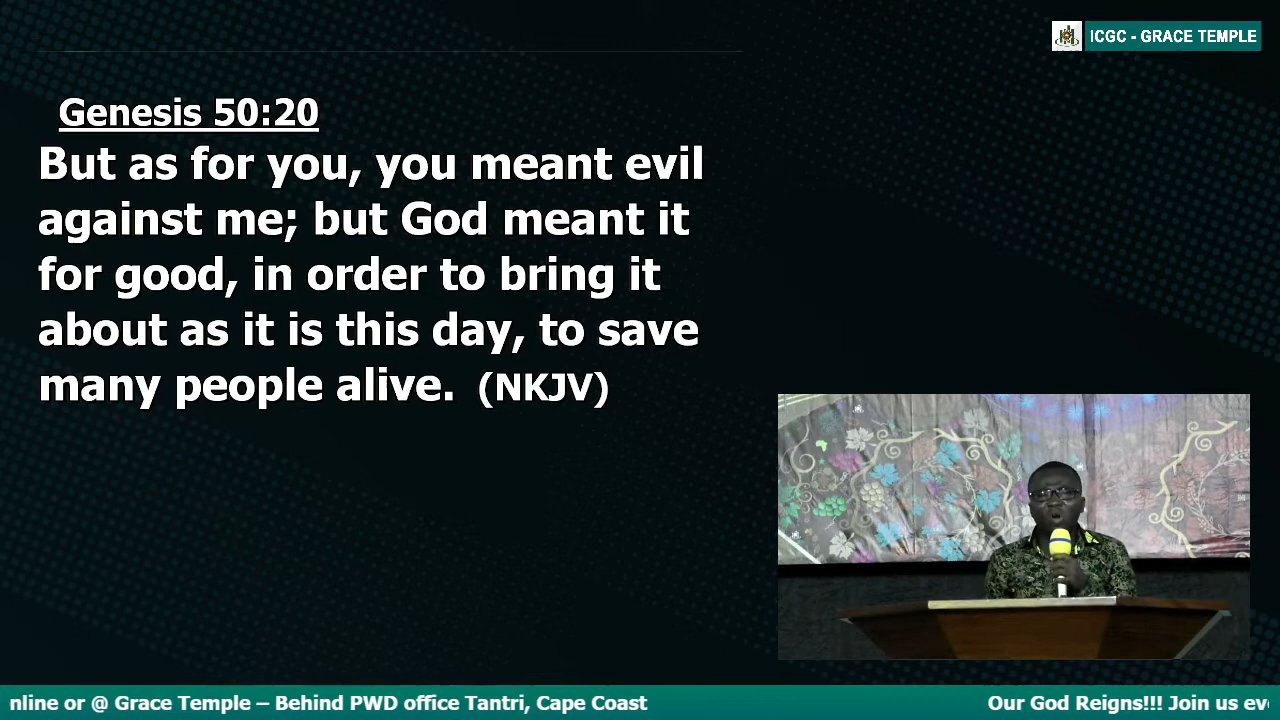 ICGC - GRACE TEMPLE
Genesis 50:20
But as for you, you meant evil
against me; but God meant it
for good, in order to bring it
about as it is this day, to save
many people alive. (NKJV)
nline or @ Grace Temple – Behind PWD office Tantri, Cape Coast
Our God Reigns!!! Join us ev